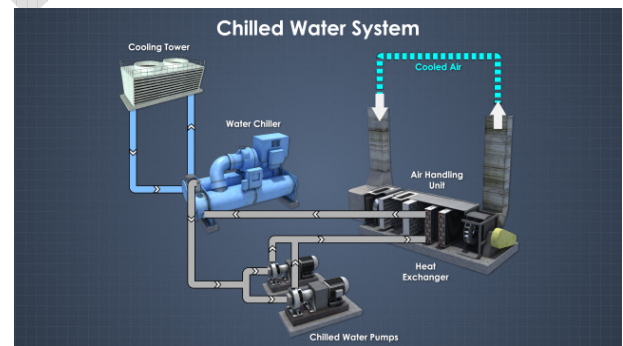 Chilled Water System
Cooling Tower
Cooled Air
Water Chiller
Air Handling
Unit
Heat
Exchanger
Chilled Water Pumps